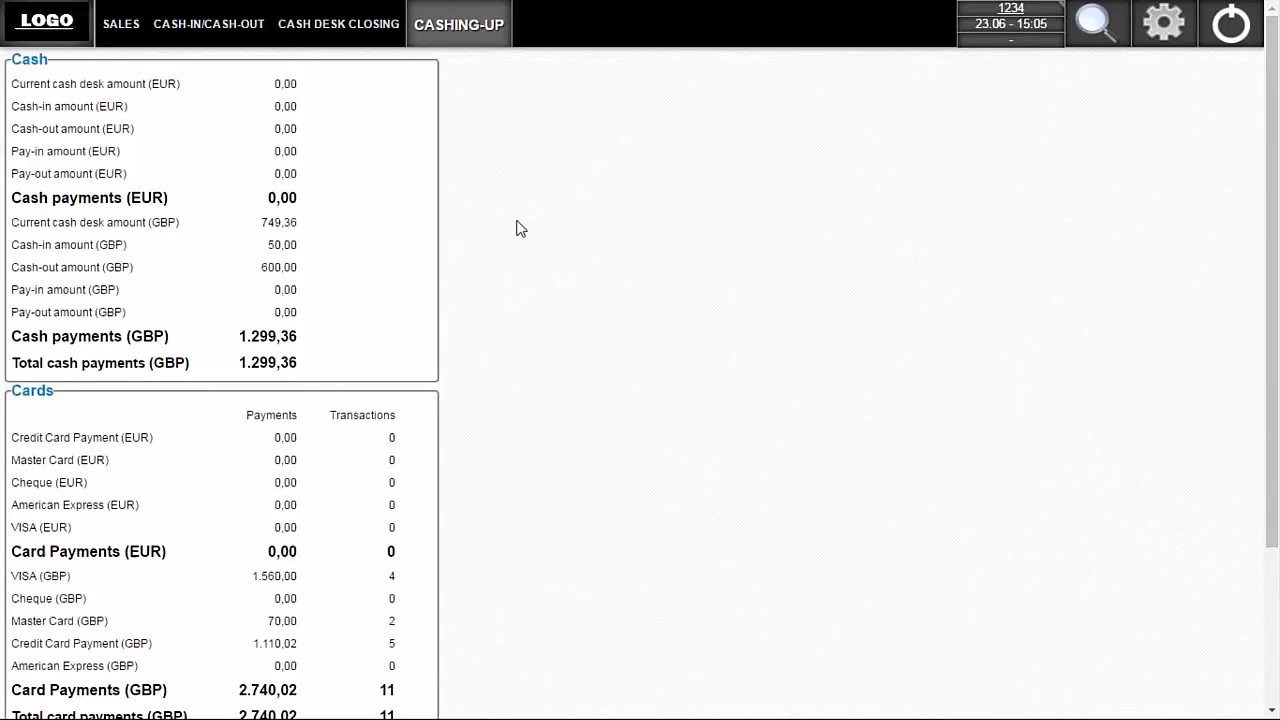 LOGO
SALES CASH-IN/CASH-OUT CASH DESK CLOSING CASHING-UP
1234
23.06 - 15:05
-
Cash
Current cash desk amount (EUR) 0,00
Cash-in amount (EUR) 0,00
Cash-out amount (EUR) 0,00
Pay-in amount (EUR) 0,00
Pay-out amount (EUR) 0,00
Cash payments (EUR) 0,00
Current cash desk amount (GBP) 749,36
Cash-in amount (GBP) 50,00
Cash-out amount (GBP) 600,00
Pay-in amount (GBP) 0,00
Pay-out amount (GBP) 0,00
Cash payments (GBP) 1.299,36
Total cash payments (GBP) 1.299,36
Cards
Payments Transactions
Credit Card Payment (EUR) 0,00 0
Master Card (EUR) 0,00 0
Cheque (EUR) 0,00 0
American Express (EUR) 0,00 0
VISA (EUR) 0,00 0
Card Payments (EUR) 0,00 0
VISA (GBP) 1.560,00 4
Cheque (GBP) 0,00 0
Master Card (GBP) 70,00 2
Credit Card Payment (GBP) 1.110,02 5
American Express (GBP) 0,00 0
Card Payments (GBP) 2.740,02 11
Total card payments (GBP) 2.740,02 11